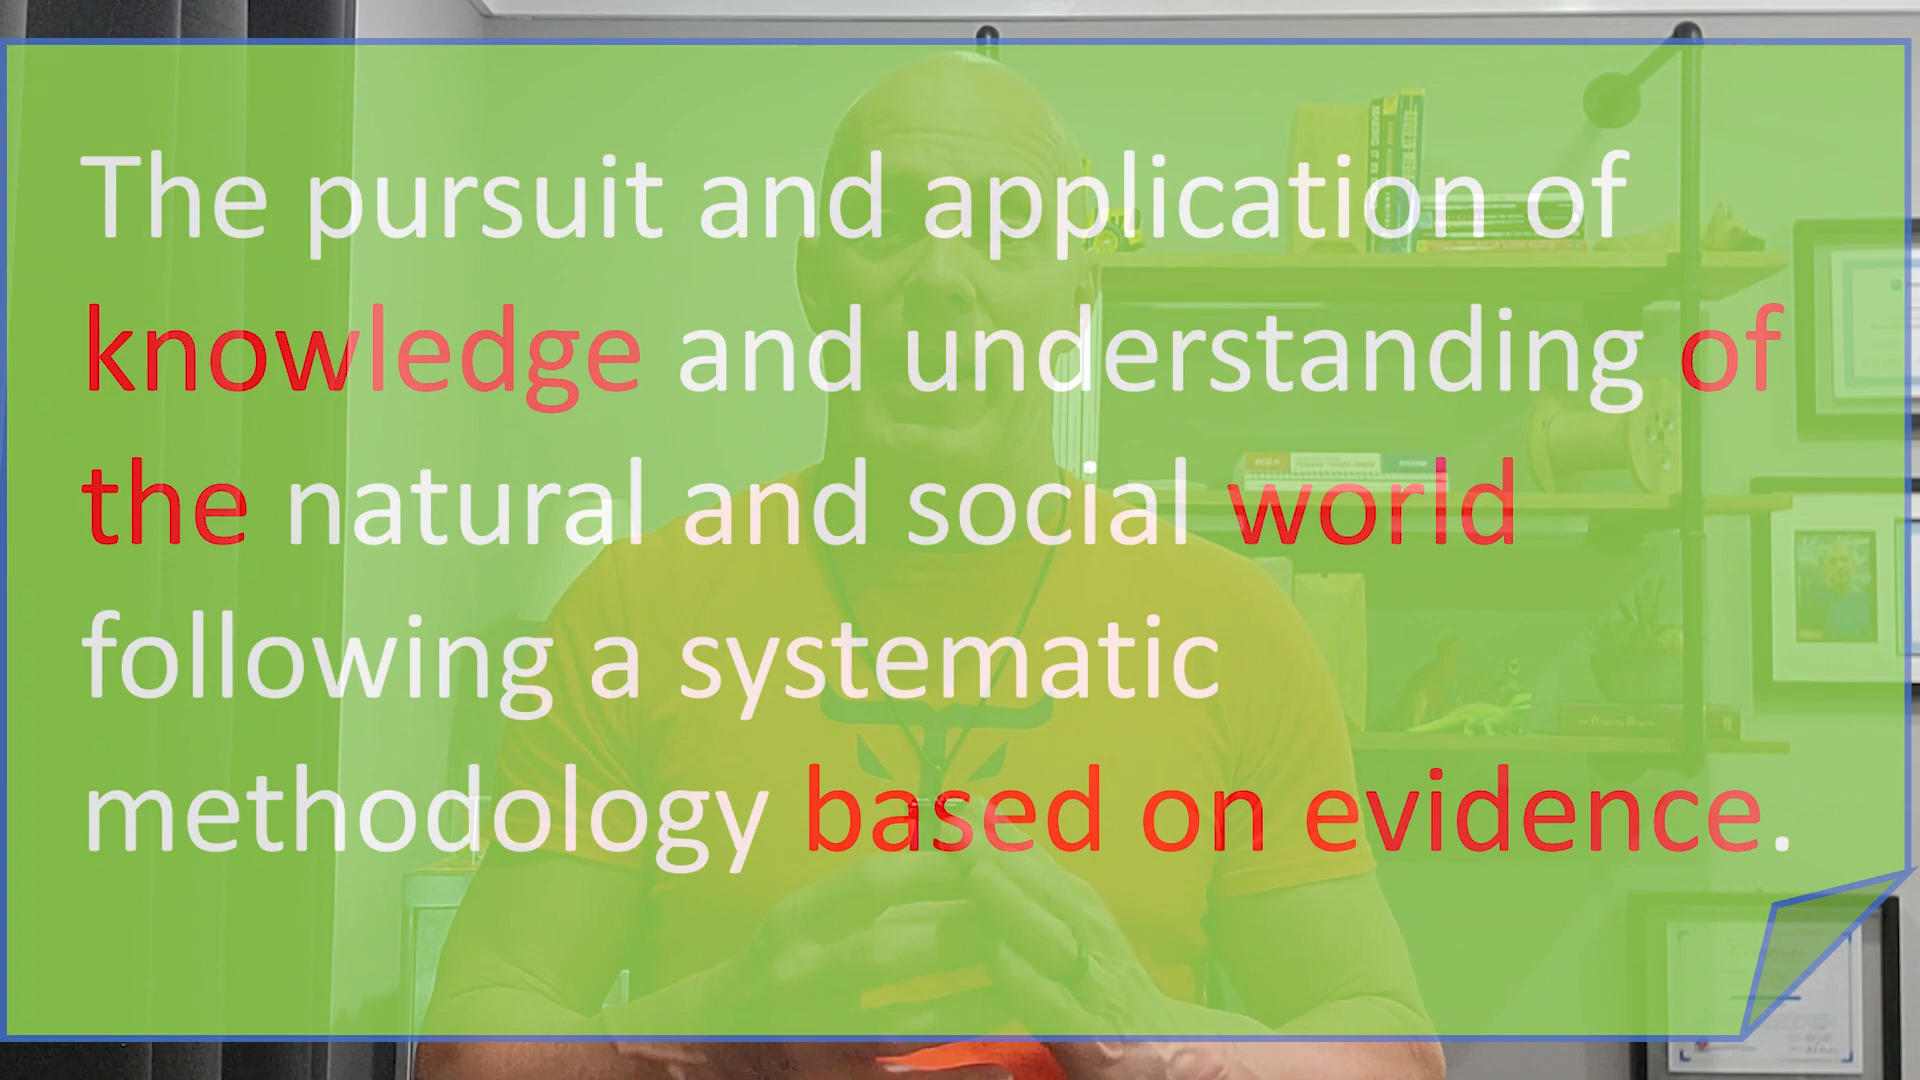 The pursuit and application of
knowledge and understanding of
the natural and social world
following a systematic
methodology based on evidence.